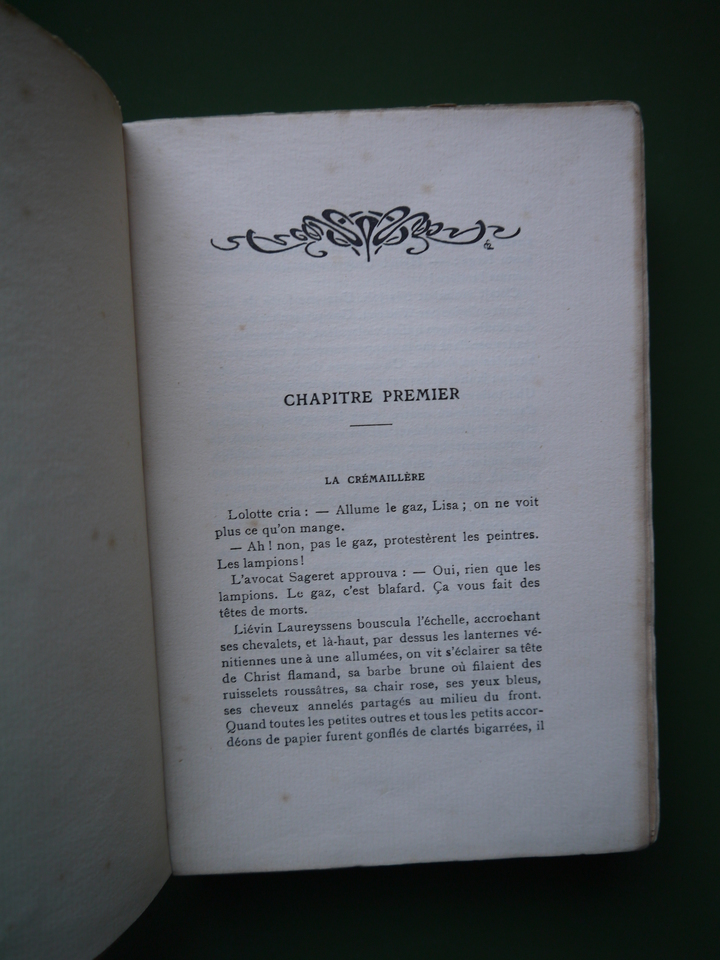 CHAPITRE PREMIER
LA CRÉMAILLÈRE
Lolotte cria : — Allume le gaz, Lisa ; on ne voit
plus ce qu'on mange.
— Ah ! non, pas le gaz, protestèrent les peintres.
Les lampions !
L'avocat Sageret approuva : — Oui, rien que les
lampions. Le gaz, c'est blafard. Ça vous fait des
têtes de morts.
Liévin Laureyssens bouscula l'échelle, accrochant
ses chevalets, et là-haut, par dessus les lanternes vé-
nitiennes une à une allumées, on vit s'éclairer sa tête
de Christ flamand, sa barbe brune où filaient des
ruisselets roussâtres, sa chair rose, ses yeux bleus,
ses cheveux annelés partagés au milieu du front.
Quand toutes les petites outres et tous les petits accor-
déons de papier furent gonflés de clartés bigarrées, il